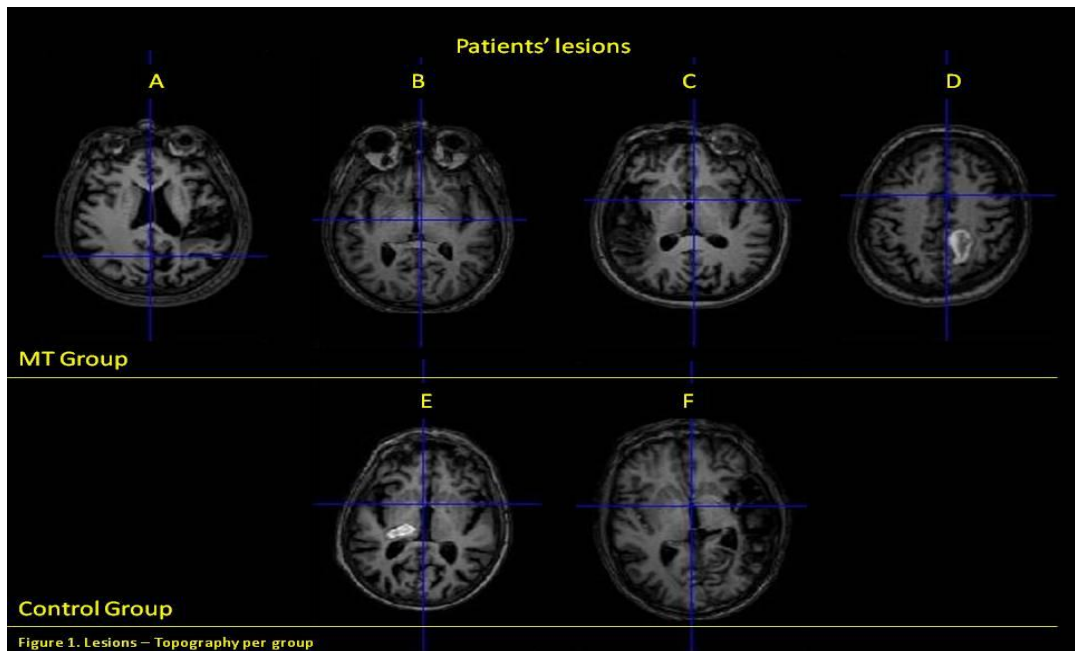 Patients’ lesions
A B C D
MT Group
E F
Control Group
Figure 1. Lesions – Topography per group